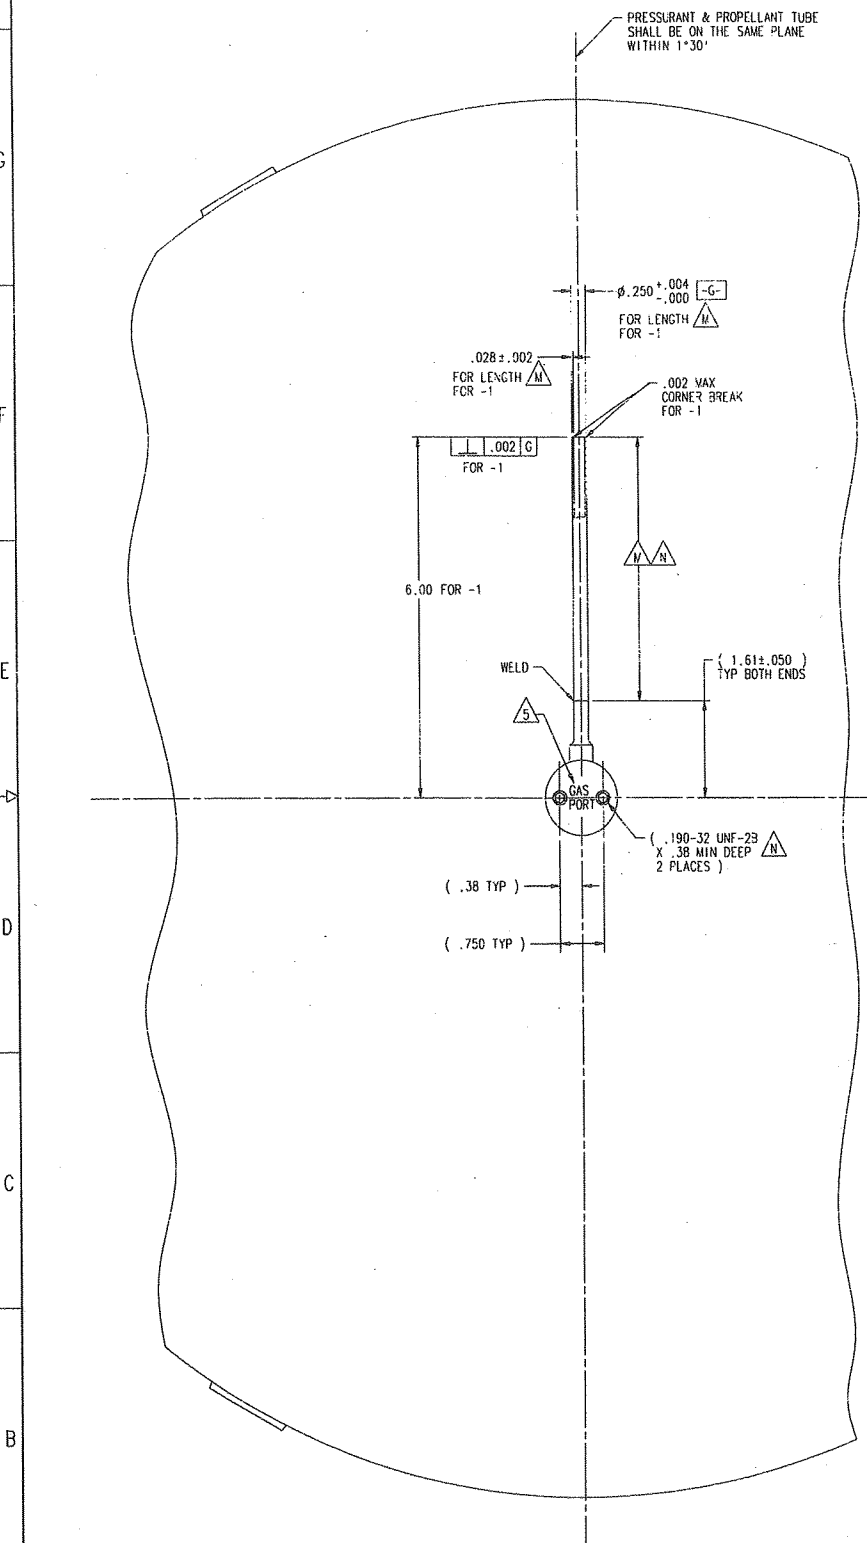 PRESSURANT & PROPELLANT TUBE
SHALL BE ON THE SAME PLANE
WITHIN 1°30'
G
⌀.250 +.004 -.000 -G-
FOR LENGTH M
FOR -1
.028±.002
FOR LENGTH M
FOR -1
.002 MAX
CORNER BREAK
FOR -1
F
⊥ .002 G
FOR -1
M N
6.00 FOR -1
( 1.61±.050 )
TYP BOTH ENDS
E
WELD
5
GAS
PORT
( .190-32 UNF-2B
X .38 MIN DEEP N
2 PLACES )
( .38 TYP )
D
( .750 TYP )
C
B